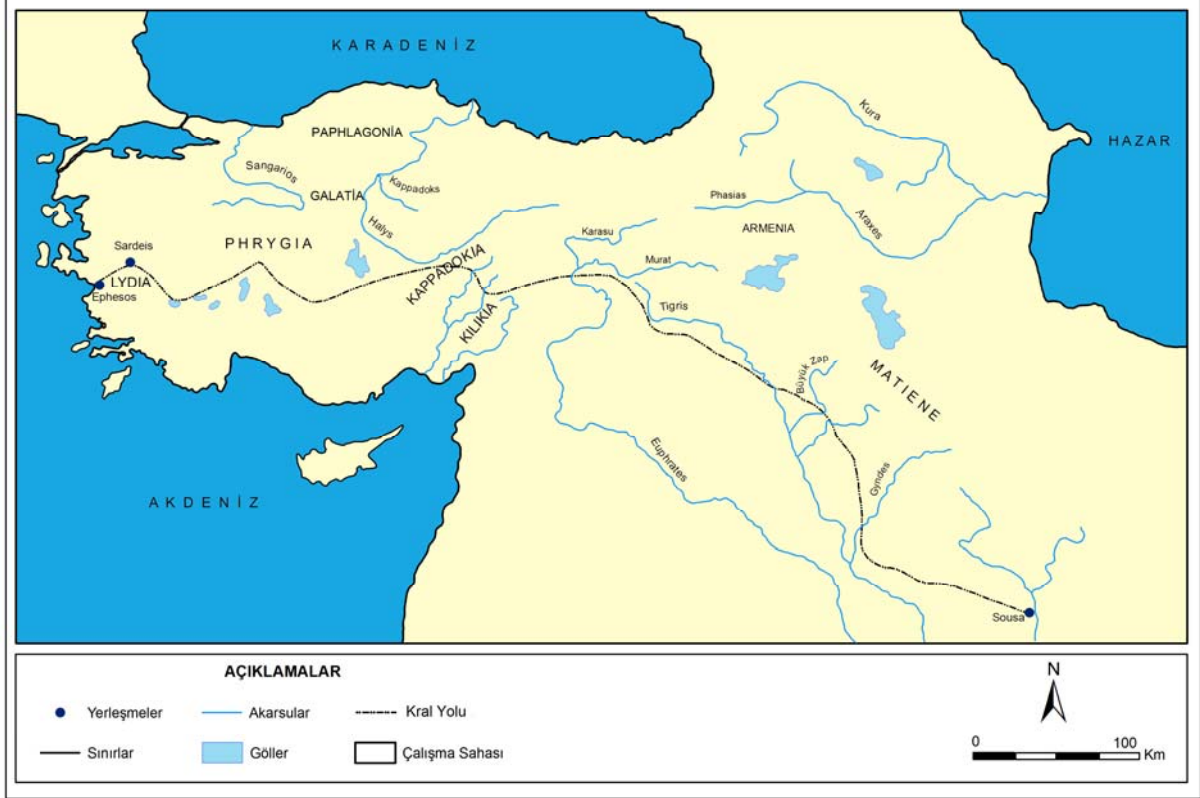 KARADENİZ
HAZAR
Kura
PAPHLAGONİA
Sangarios
Kappadoks
GALATİA
Phasias
Halys
Araxes
ARMENIA
Karasu
PHRYGIA
Sardeis
Murat
KAPPADOKIA
LYDIA
Ephesos
Tigris
KILIKIA
Büyük Zap
MATIENE
Euphrates
Gyndes
AKDENİZ
Sousa
AÇIKLAMALAR
N
Yerleşmeler
Akarsular
Kral Yolu
Sınırlar
Göller
Çalışma Sahası
0 100
Km